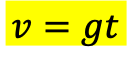 v = gt